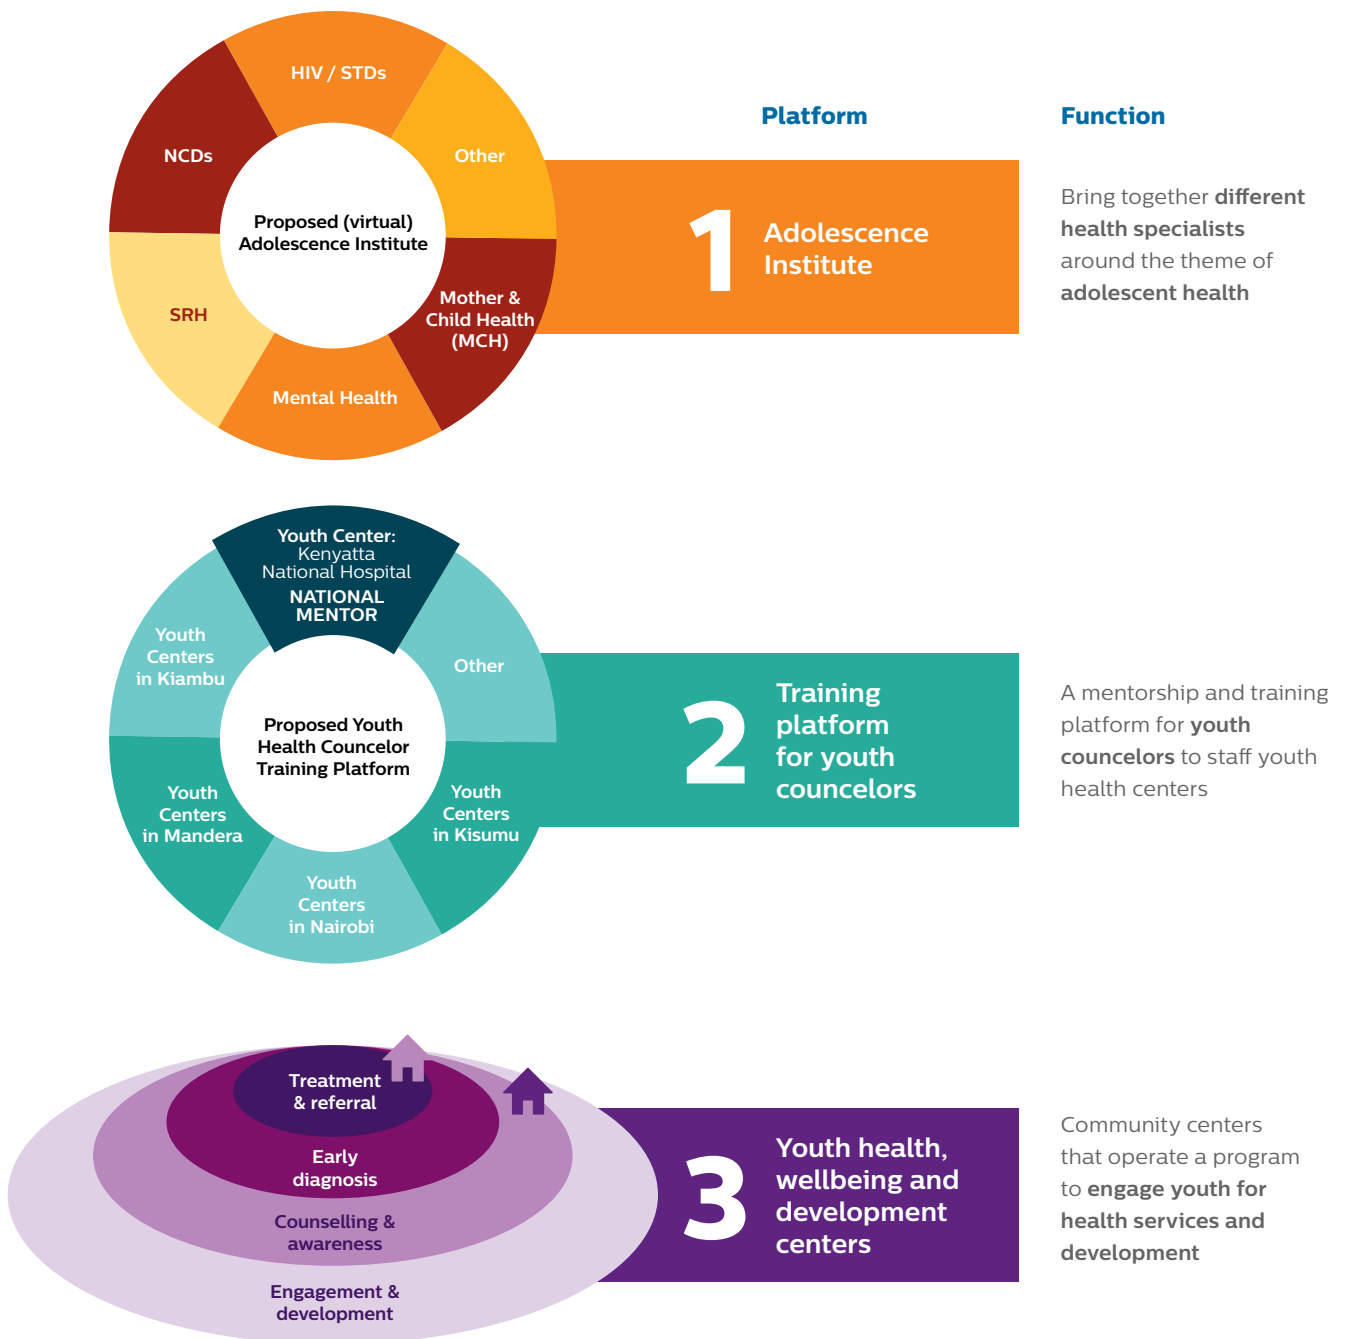 Platform
Function
HIV / STDs
NCDs
Other
Proposed (virtual)
Adolescence Institute
SRH
Mother &
Child Health
(MCH)
Mental Health
1
Adolescence
Institute
Bring together different
health specialists
around the theme of
adolescent health
Youth Center:
Kenyatta
National Hospital
NATIONAL
MENTOR
Youth
Centers
in Kiambu
Other
Proposed Youth
Health Councelor
Training Platform
Youth
Centers
in Mandera
Youth
Centers
in Kisumu
Youth
Centers
in Nairobi
2
Training
platform
for youth
councelors
A mentorship and training
platform for youth
councelors to staff youth
health centers
Treatment
& referral
Early
diagnosis
Counselling &
awareness
Engagement &
development
3
Youth health,
wellbeing and
development
centers
Community centers
that operate a program
to engage youth for
health services and
development